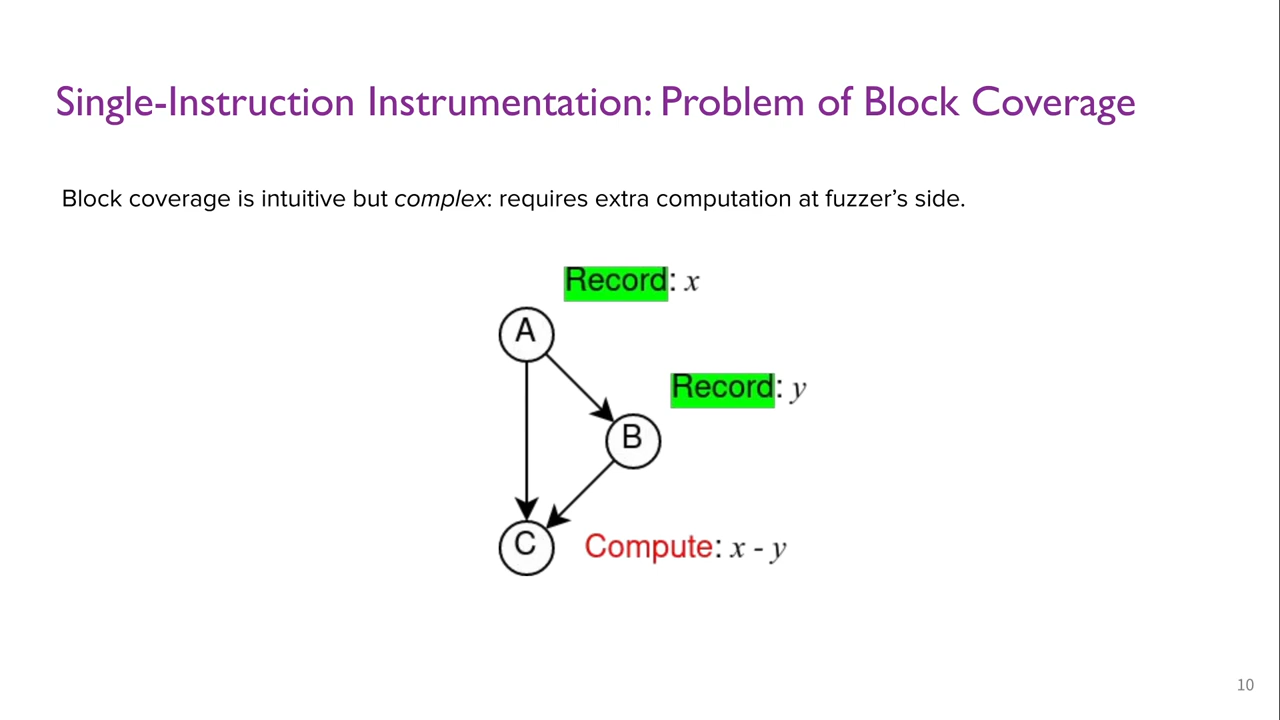 Single-Instruction Instrumentation: Problem of Block Coverage
Block coverage is intuitive but complex: requires extra computation at fuzzer’s side.
Record: x
A
Record: y
B
C
Compute: x - y
10